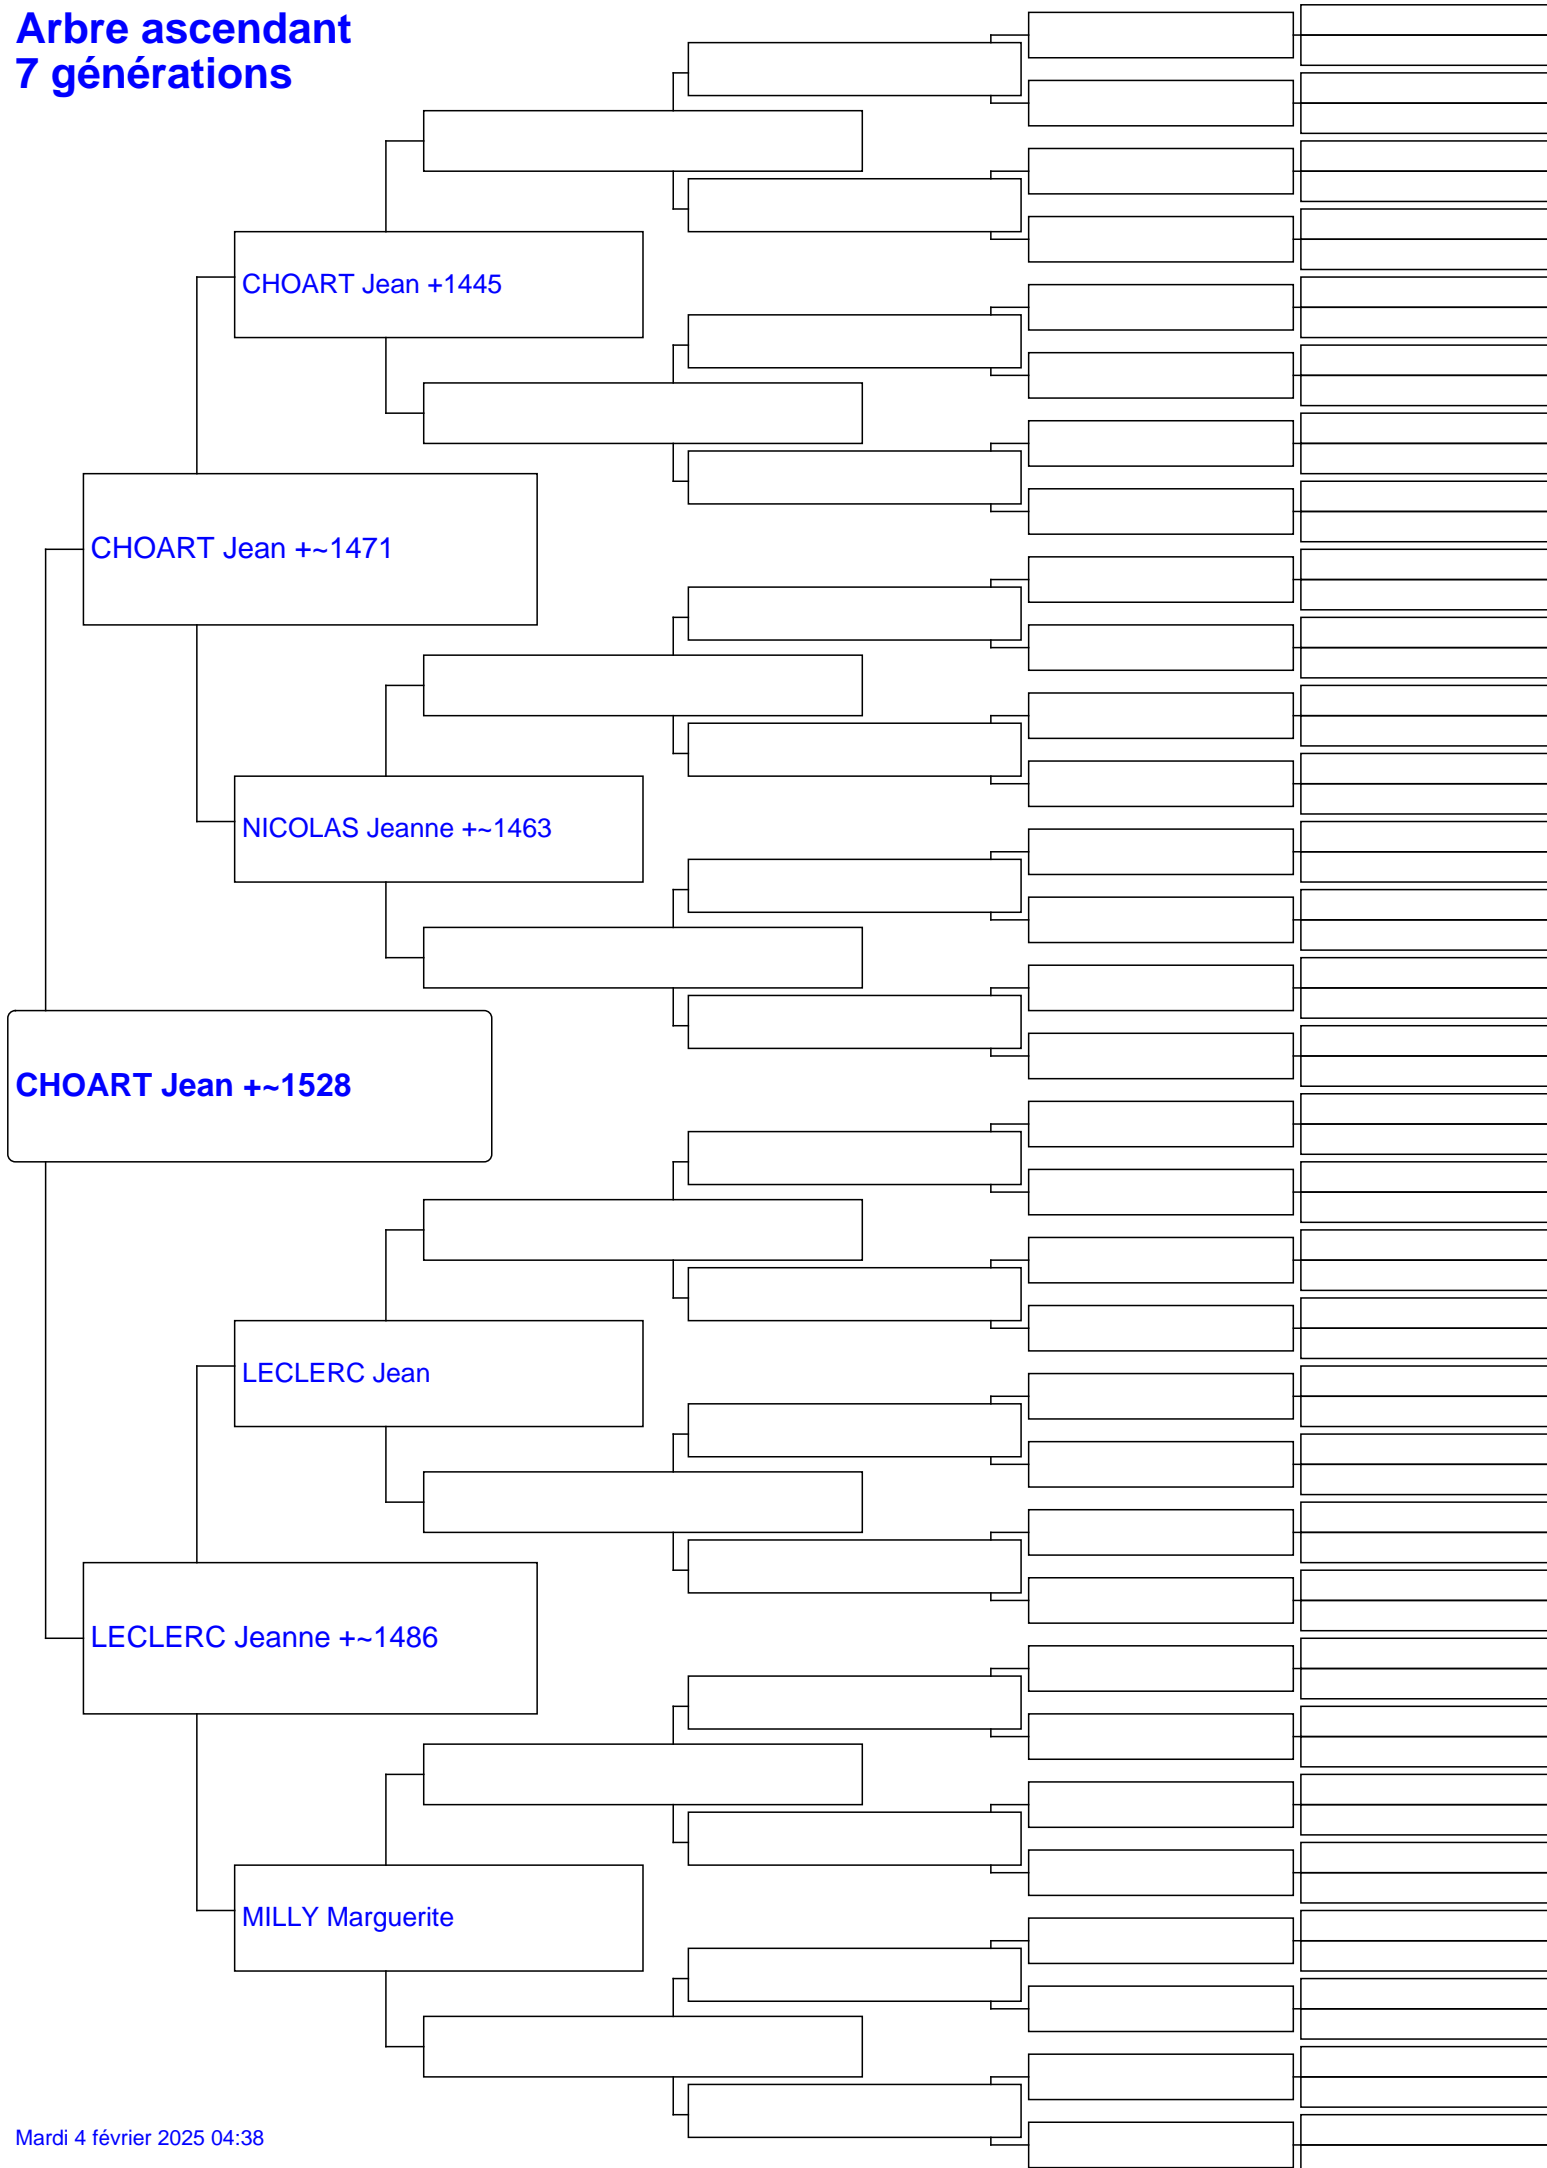 Arbre ascendant
7 générations
CHOART Jean +1445
CHOART Jean +~1471
NICOLAS Jeanne +~1463
CHOART Jean +~1528
LECLERC Jean
LECLERC Jeanne +~1486
MILLY Marguerite
Mardi 4 février 2025 04:38